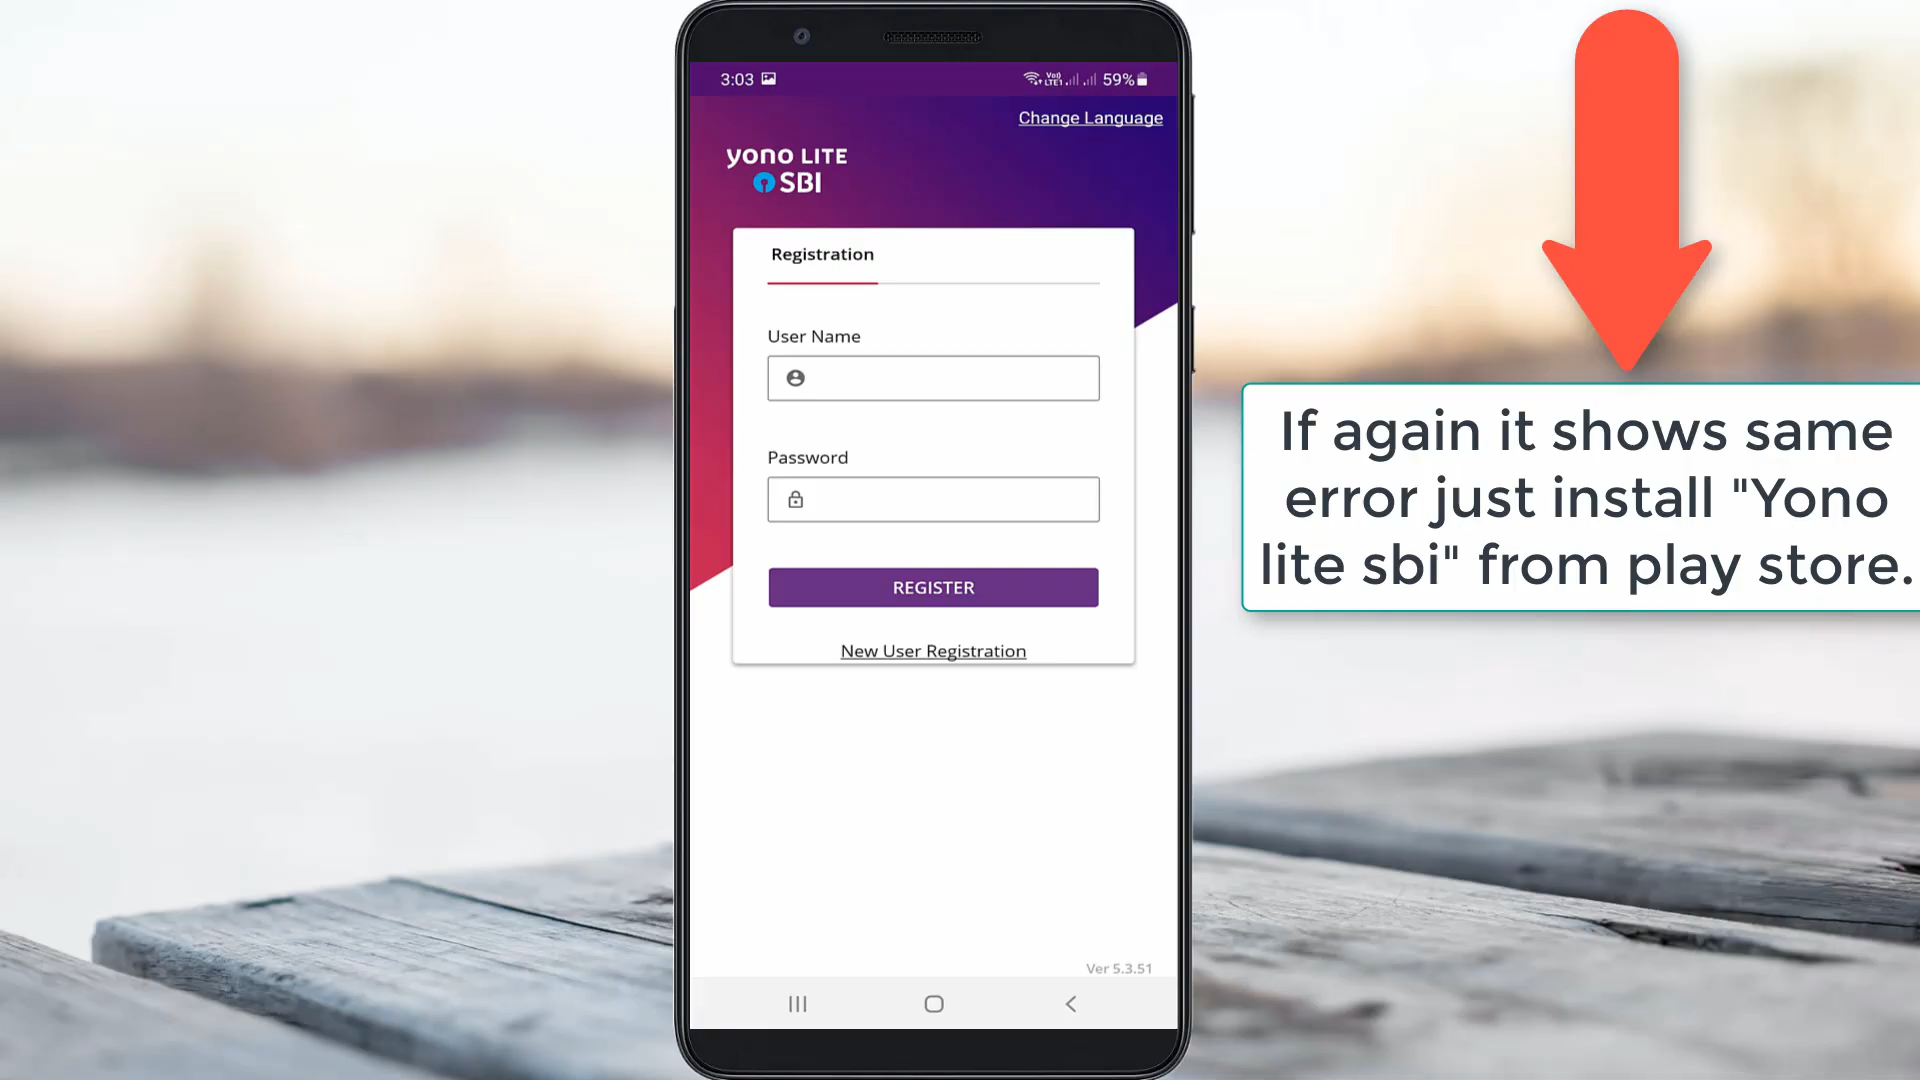 3:03 59%
Change Language
yono LITE
SBI
Registration
User Name
Password
REGISTER
New User Registration
Ver 5.3.51
If again it shows same
error just install "Yono
lite sbi" from play store.